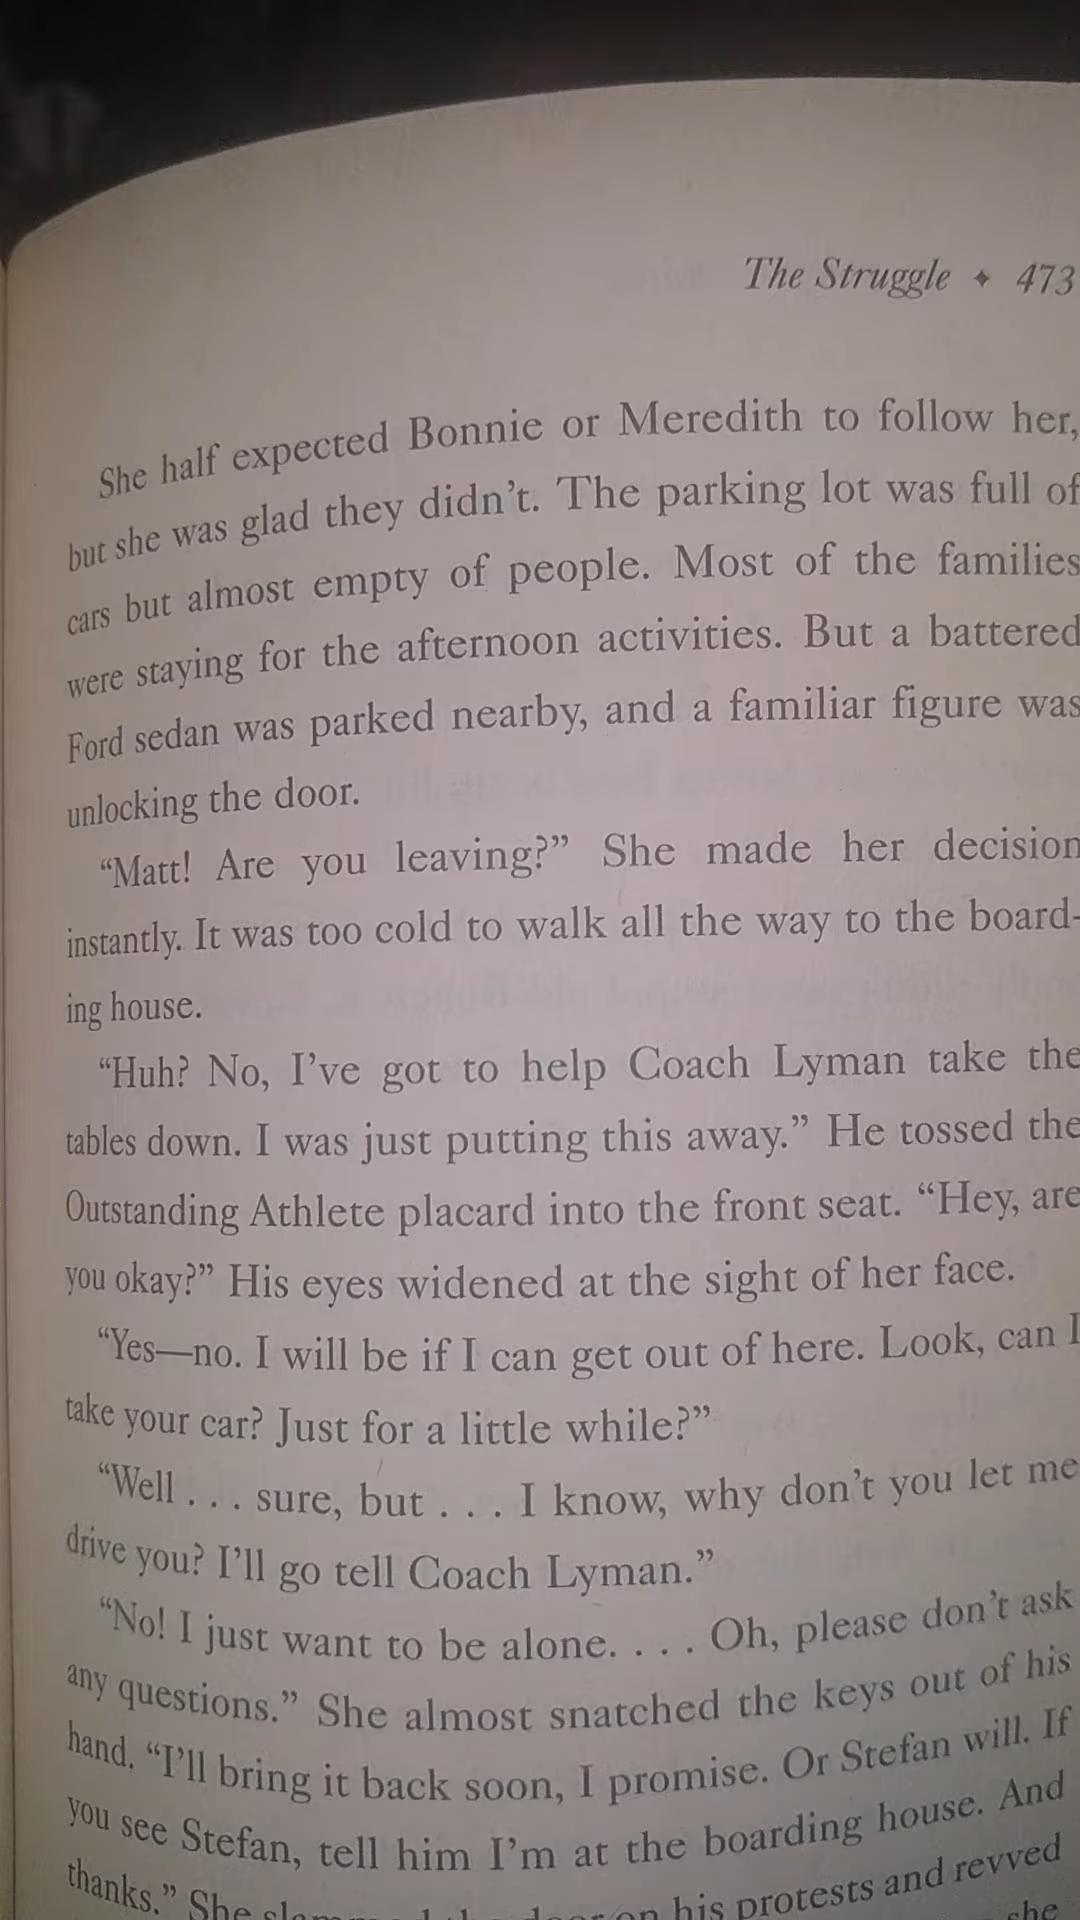 The Struggle ✦ 473
She half expected Bonnie or Meredith to follow her,
but she was glad they didn't. The parking lot was full of
cars but almost empty of people. Most of the families
were staying for the afternoon activities. But a battered
Ford sedan was parked nearby, and a familiar figure was
unlocking the door.
“Matt! Are you leaving?” She made her decision
instantly. It was too cold to walk all the way to the board-
ing house.
“Huh? No, I've got to help Coach Lyman take the
tables down. I was just putting this away.” He tossed the
Outstanding Athlete placard into the front seat. “Hey, are
you okay?” His eyes widened at the sight of her face.
“Yes—no. I will be if I can get out of here. Look, can I
take your car? Just for a little while?”
“Well . . . sure, but . . . I know, why don't you let me
drive you? I'll go tell Coach Lyman.”
“No! I just want to be alone. . . . Oh, please don't ask
any questions.” She almost snatched the keys out of his
hand. “I'll bring it back soon, I promise. Or Stefan will. If
you see Stefan, tell him I'm at the boarding house. And
thanks.” She on his protests and revved
she